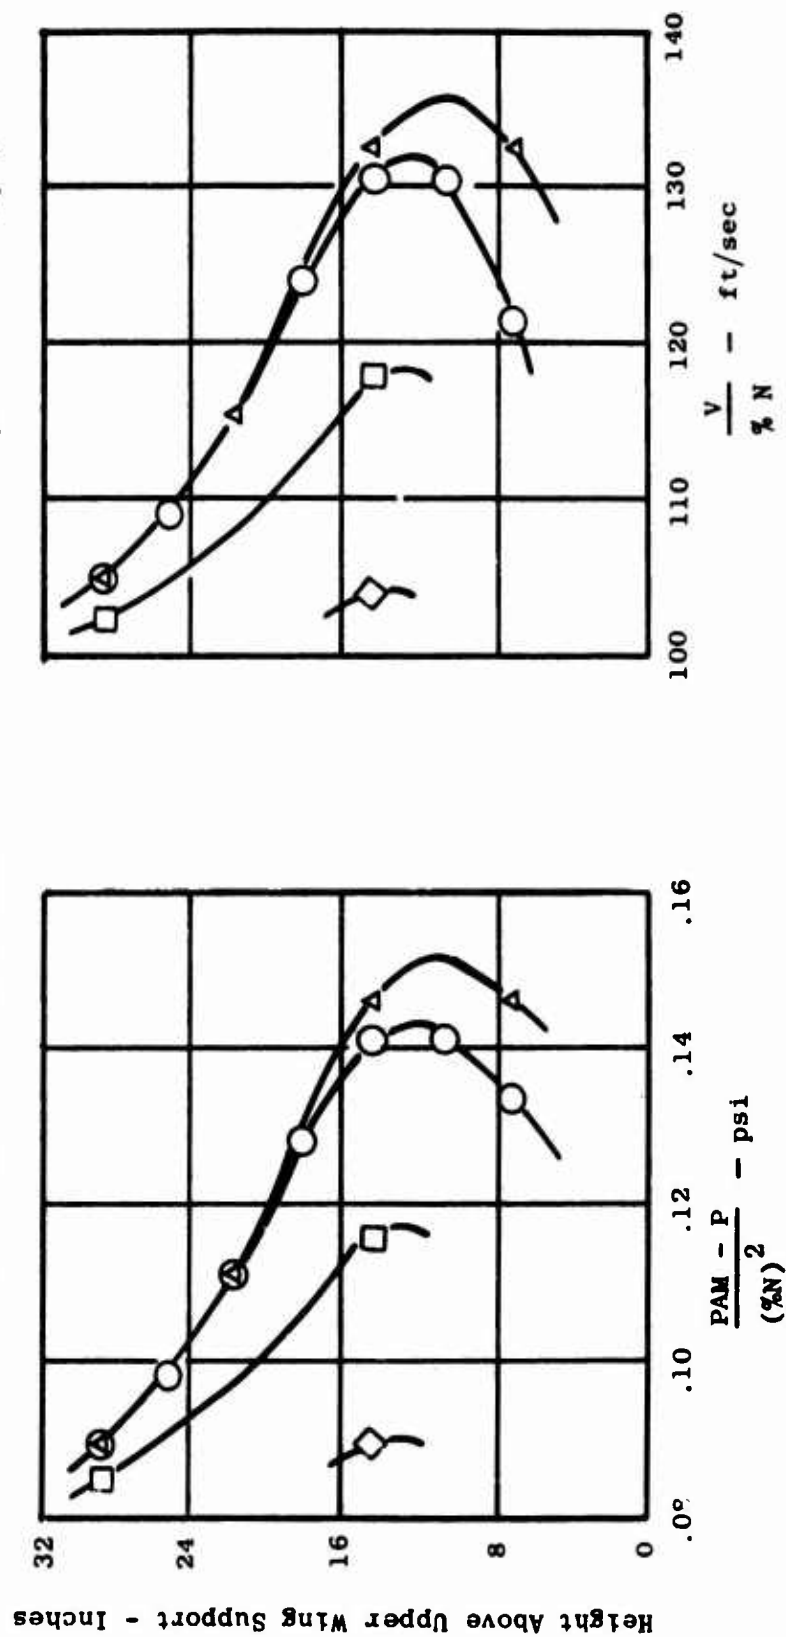 Height Above Upper Wing Support - Inches
32
24
16
8
0
.10
.12
.14
.16
PAM - P
(%N)2
- psi
100
110
120
130
140
V
% N
- ft/sec